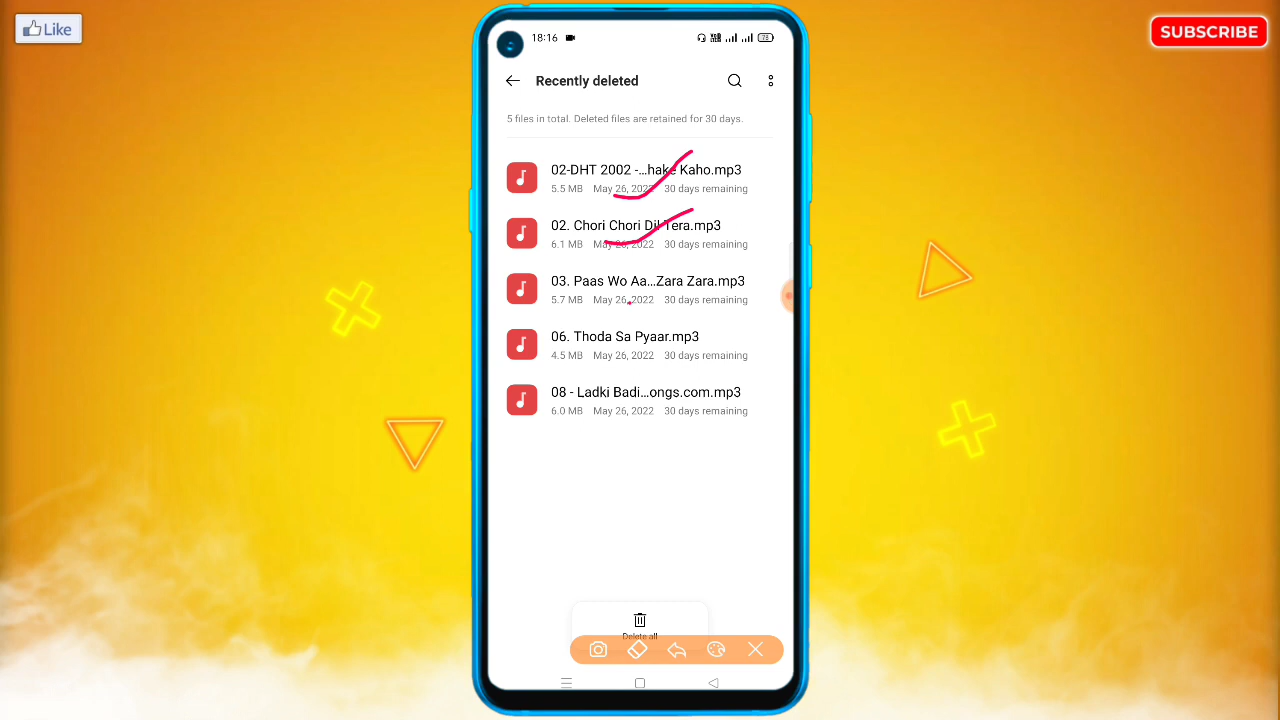 Like
SUBSCRIBE
18:16
73
Recently deleted
5 files in total. Deleted files are retained for 30 days.
02-DHT 2002 -...hake Kaho.mp3
5.5 MB May 26, 2022 30 days remaining
02. Chori Chori Dil Tera.mp3
6.1 MB May 26, 2022 30 days remaining
03. Paas Wo Aa...Zara Zara.mp3
5.7 MB May 26, 2022 30 days remaining
06. Thoda Sa Pyaar.mp3
4.5 MB May 26, 2022 30 days remaining
08 - Ladki Badi...ongs.com.mp3
6.0 MB May 26, 2022 30 days remaining
Delete all